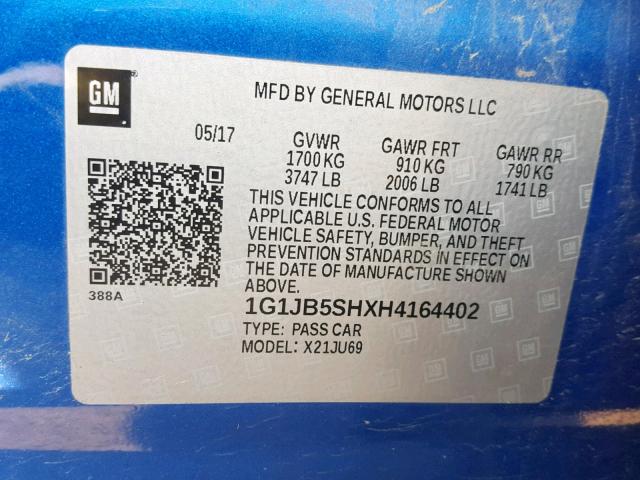 GM
MFD BY GENERAL MOTORS LLC
05/17 GVWR GAWR FRT GAWR RR
1700 KG 910 KG 790 KG
3747 LB 2006 LB 1741 LB
THIS VEHICLE CONFORMS TO ALL
APPLICABLE U.S. FEDERAL MOTOR
VEHICLE SAFETY, BUMPER, AND THEFT
PREVENTION STANDARDS IN EFFECT ON
THE DATE OF MANUFACTURE SHOWN
ABOVE.
388A
1G1JB5SHXH4164402
TYPE: PASS CAR
MODEL: X21JU69